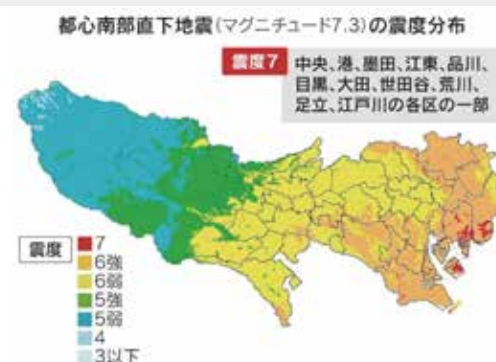 都心南部直下地震(マグニチュード7.3)の震度分布
震度7
中央、港、墨田、江東、品川、
目黒、大田、世田谷、荒川、
足立、江戸川の各区の一部
震度
7
6強
6弱
5強
5弱
4
3以下